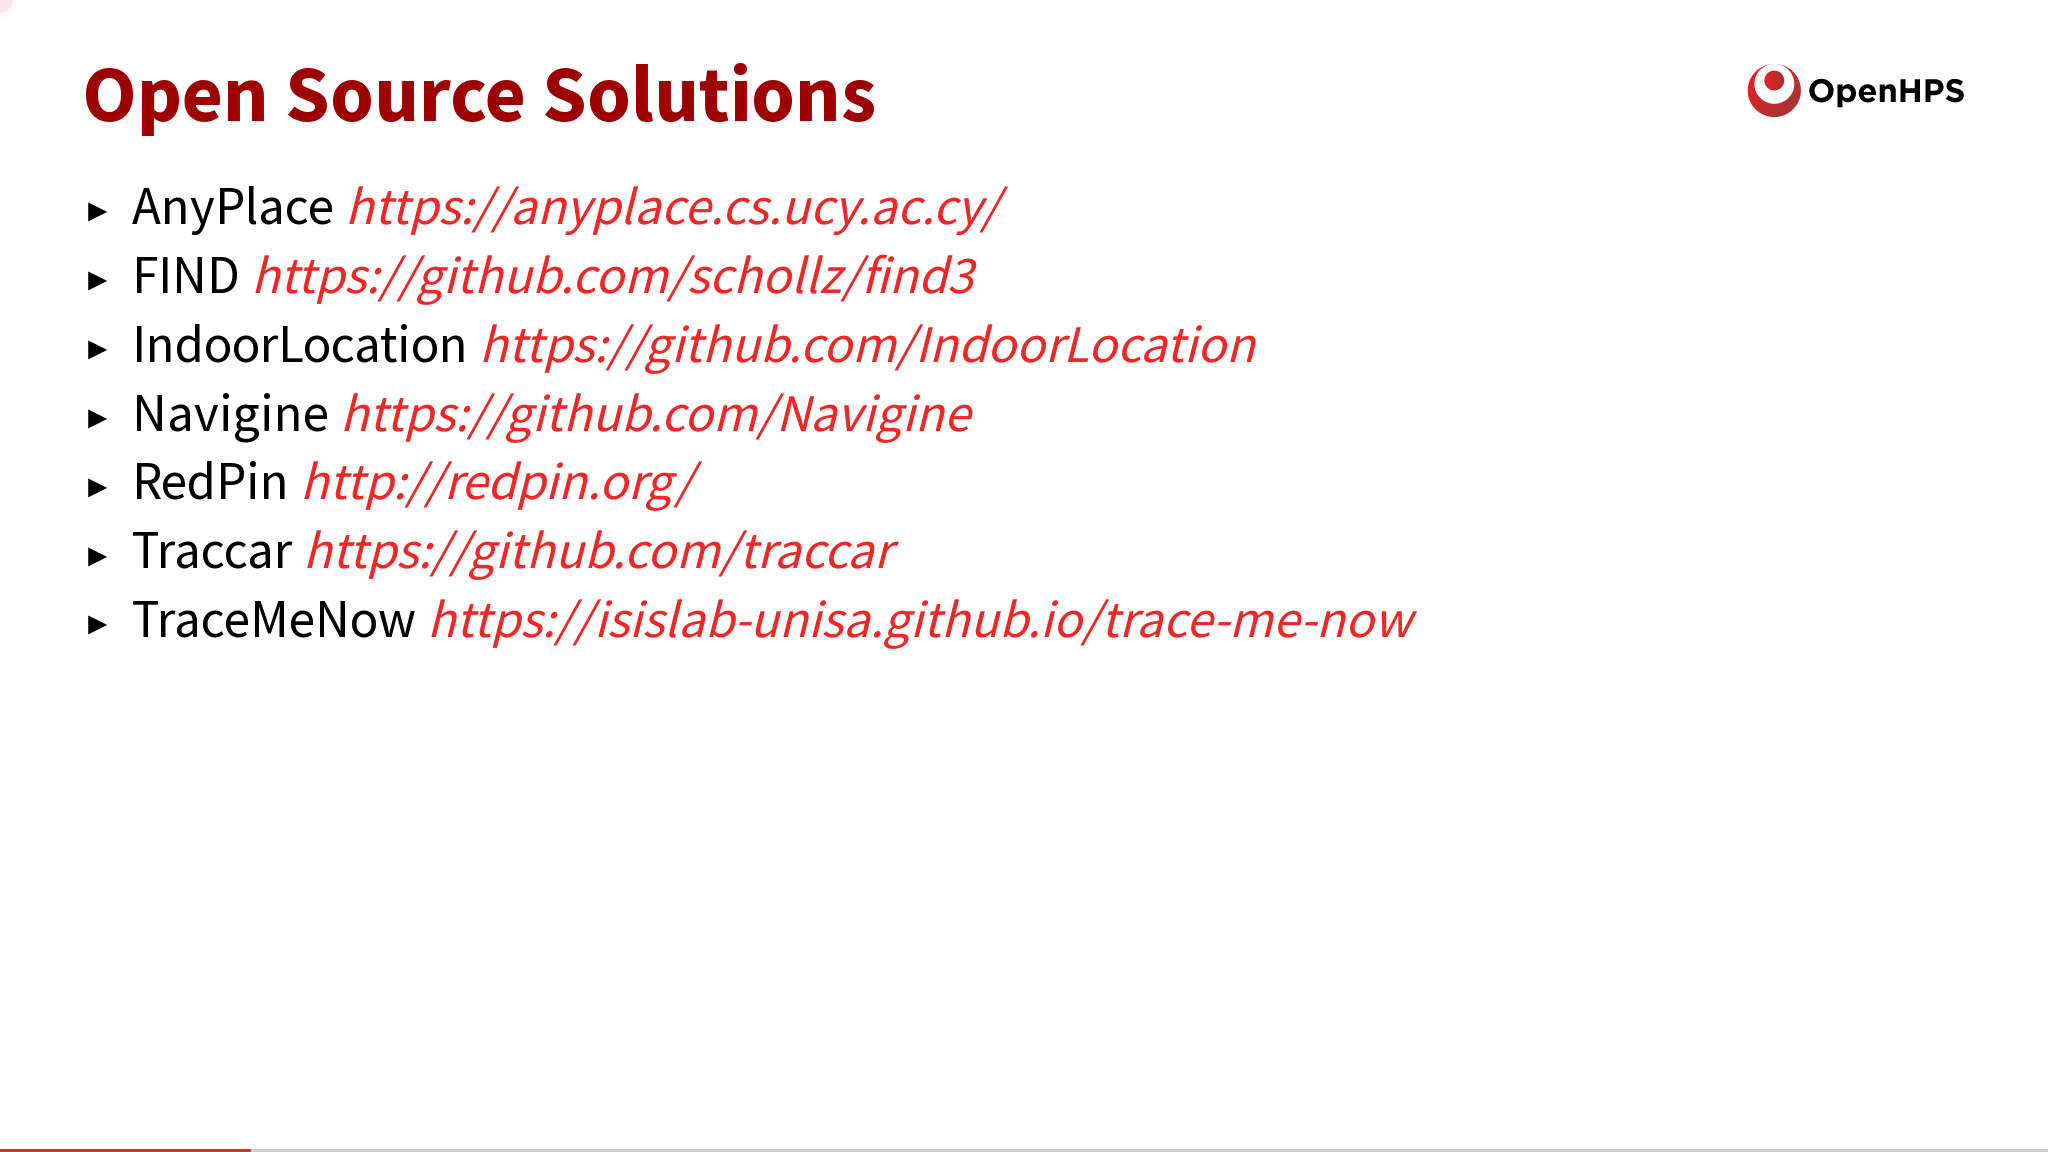 Open Source Solutions
OpenHPS
▸ AnyPlace https://anyplace.cs.ucy.ac.cy/
▸ FIND https://github.com/schollz/find3
▸ IndoorLocation https://github.com/IndoorLocation
▸ Navigine https://github.com/Navigine
▸ RedPin http://redpin.org/
▸ Traccar https://github.com/traccar
▸ TraceMeNow https://isislab-unisa.github.io/trace-me-now